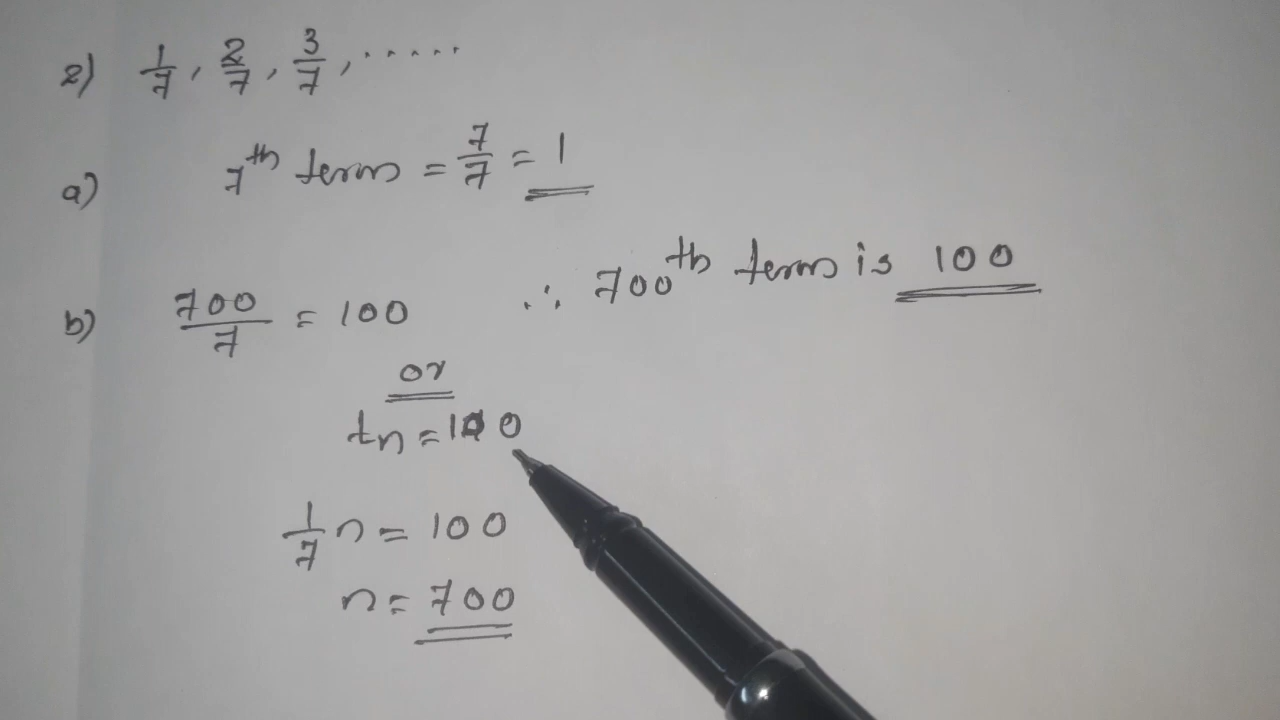 2) 1/7, 2/7, 3/7, .....
a) 7th term = 7/7 = 1
b) 700/7 = 100 ∴ 700th term is 100
or
tn = 100
1/7 n = 100
n = 700